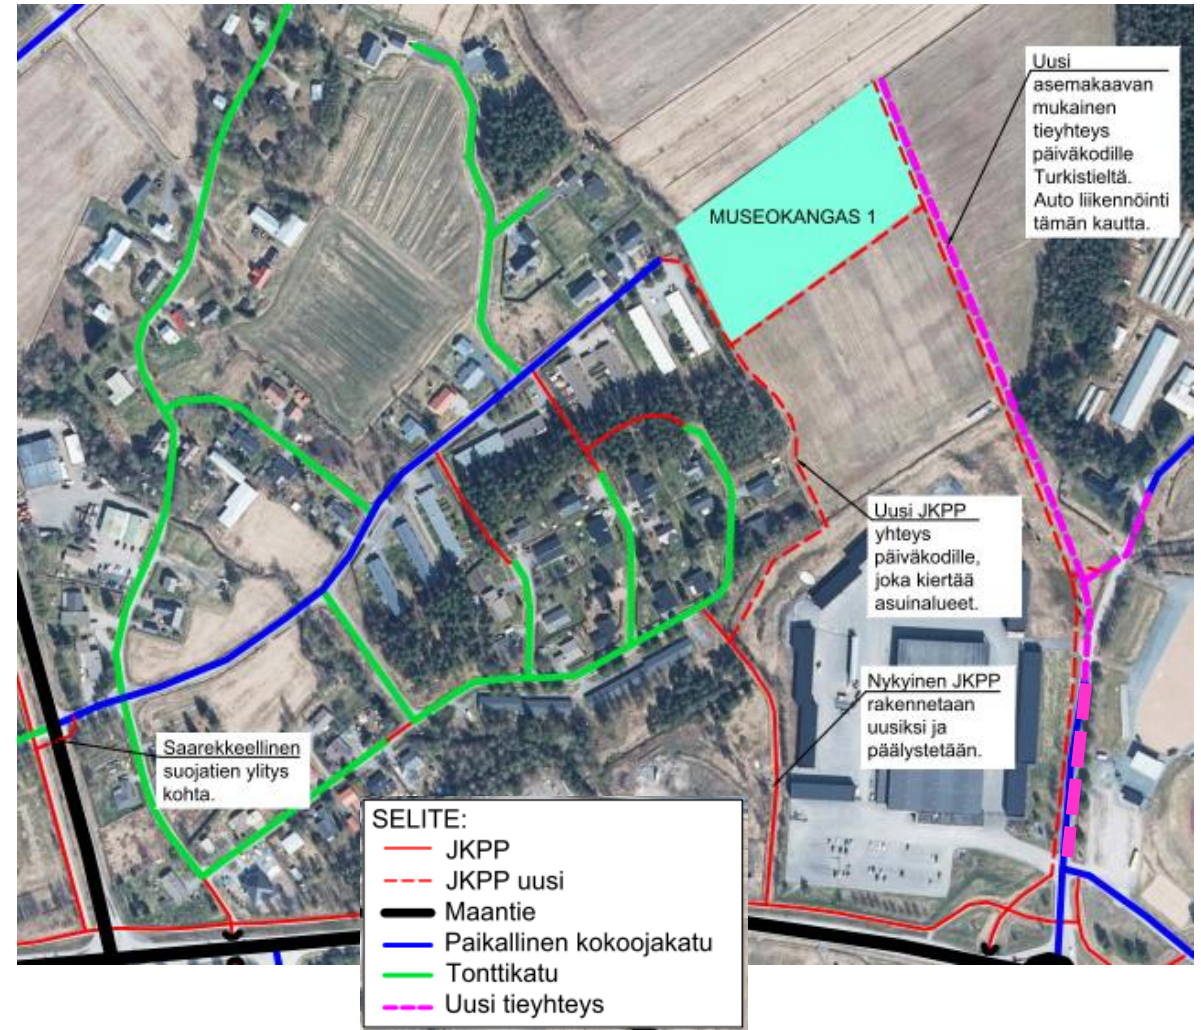 Uusi
asemakaavan
mukainen
tieyhteys
päiväkodille
Turkistieltä.
Auto liikennöinti
tämän kautta.
MUSEOKANGAS 1
Uusi JKPP
yhteys
päiväkodille,
joka kiertää
asuinalueet.
Nykyinen JKPP
rakennetaan
uusiksi ja
päälystetään.
Saarekkeellinen
suojatien ylitys
kohta.
SELITE:
JKPP
JKPP uusi
Maantie
Paikallinen kokoojakatu
Tonttikatu
Uusi tieyhteys